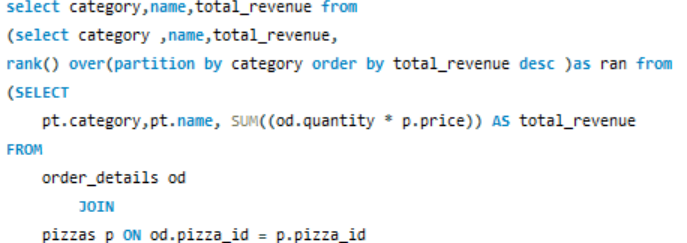 select category,name,total_revenue from
(select category ,name,total_revenue,
rank() over(partition by category order by total_revenue desc )as ran from
(SELECT
pt.category,pt.name, SUM((od.quantity * p.price)) AS total_revenue
FROM
order_details od
JOIN
pizzas p ON od.pizza_id = p.pizza_id